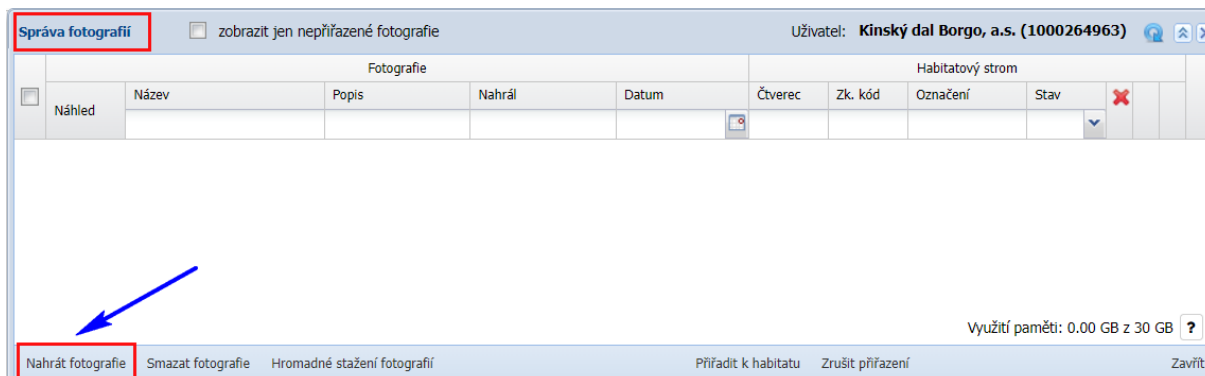 Správa fotografií zobrazit jen nepřiřazené fotografie Uživatel: Kinský dal Borgo, a.s. (1000264963)
Fotografie Habitatový strom
Náhled Název Popis Nahrál Datum Čtverec Zk. kód Označení Stav
Využití paměti: 0.00 GB z 30 GB ?
Nahrát fotografie Smazat fotografie Hromadné stažení fotografií Přiřadit k habitatu Zrušit přiřazení Zavřít